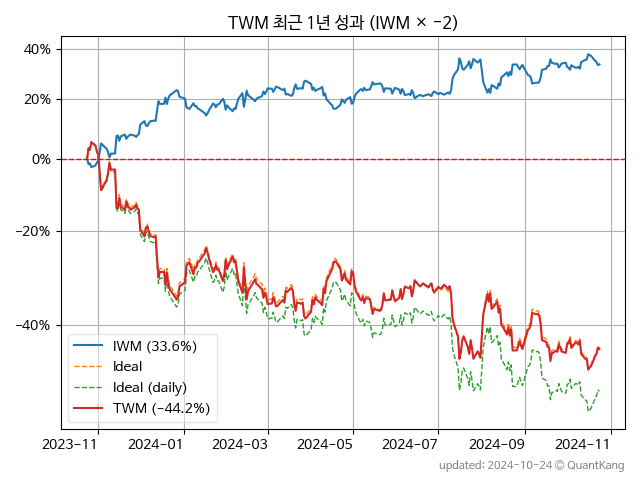 TWM 최근 1년 성과 (IWM × −2)
40%
20%
0%
−20%
−40%
IWM (33.6%)
Ideal
Ideal (daily)
TWM (−44.2%)
2023-11 2024-01 2024-03 2024-05 2024-07 2024-09 2024-11
updated: 2024-10-24 © QuantKang